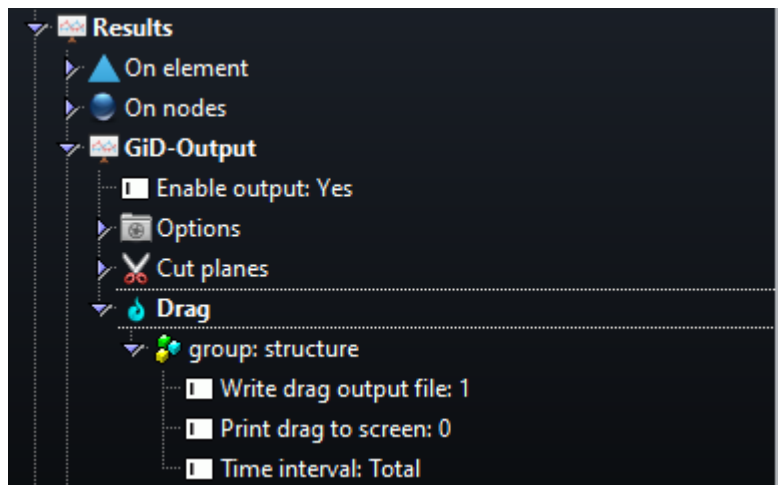 Results
On element
On nodes
GiD-Output
Enable output: Yes
Options
Cut planes
Drag
group: structure
Write drag output file: 1
Print drag to screen: 0
Time interval: Total